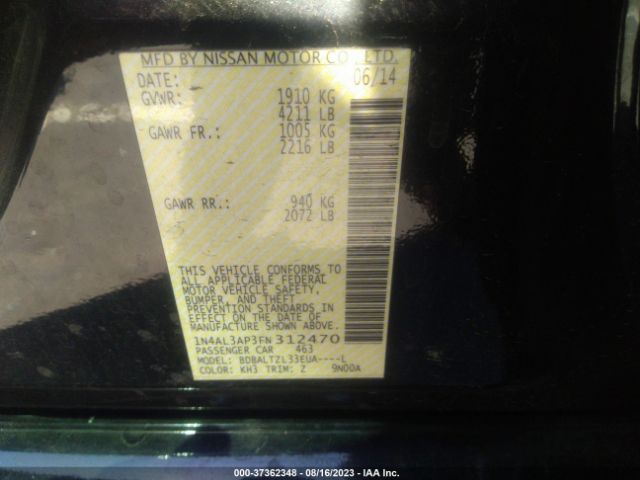 MFD BY NISSAN MOTOR CO., LTD.
DATE: 06/14
GVWR: 1910 KG
4211 LB
GAWR FR.: 1005 KG
2216 LB
GAWR RR.: 940 KG
2072 LB
THIS VEHICLE CONFORMS TO
ALL APPLICABLE FEDERAL
MOTOR VEHICLE SAFETY,
BUMPER, AND THEFT
PREVENTION STANDARDS IN
EFFECT ON THE DATE OF
MANUFACTURE SHOWN ABOVE.
1N4AL3AP3FN312470
PASSENGER CAR 463
MODEL: BDBALTZL33EUA----L
COLOR: KH3 TRIM: Z 9N00A
000-37362348 - 08/16/2023 - IAA Inc.